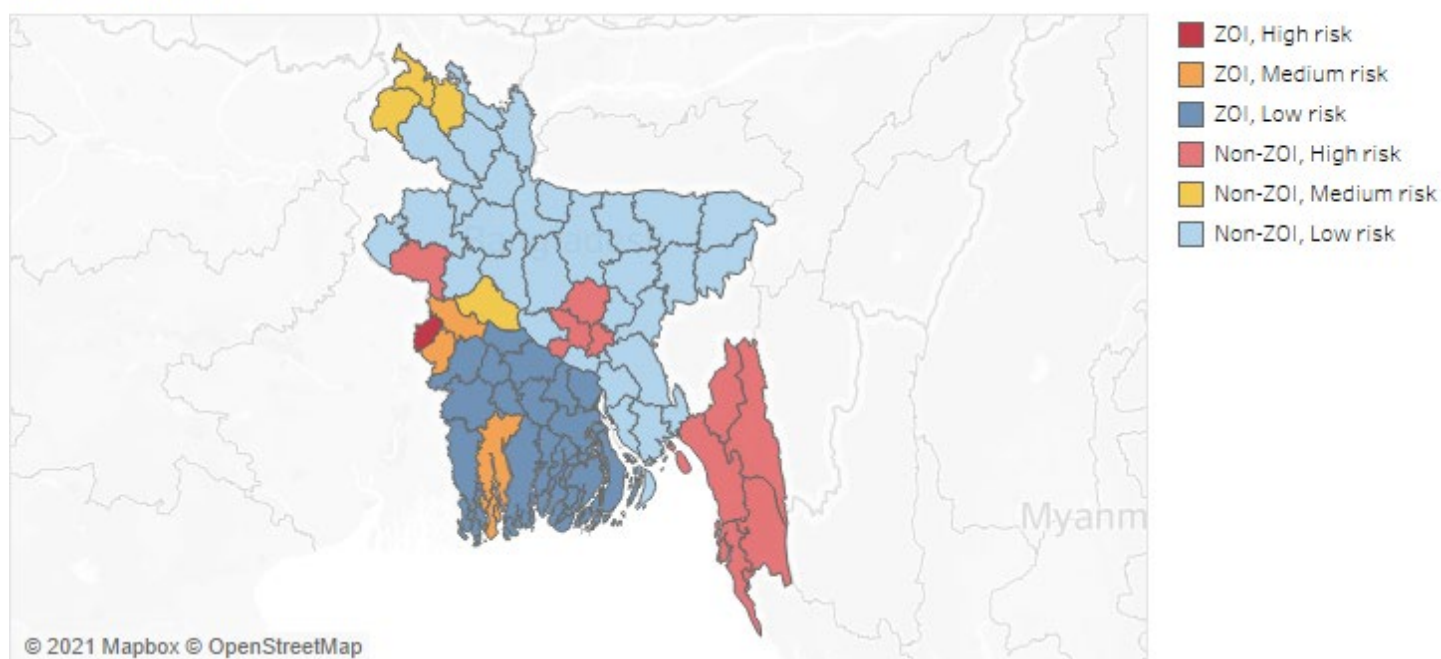 ZOI, High risk
ZOI, Medium risk
ZOI, Low risk
Non-ZOI, High risk
Non-ZOI, Medium risk
Non-ZOI, Low risk
Myanm
© 2021 Mapbox © OpenStreetMap